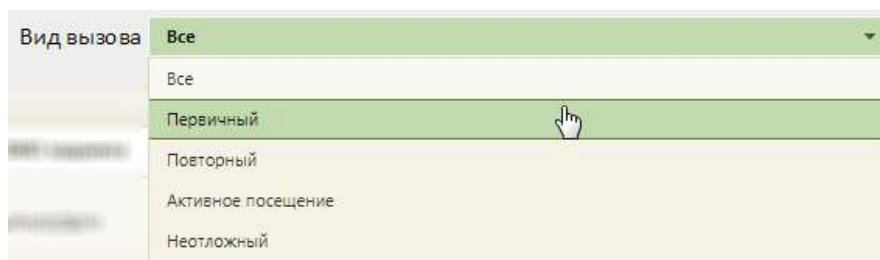 Вид вызова Все
Все
Первичный
Повторный
Активное посещение
Неотложный